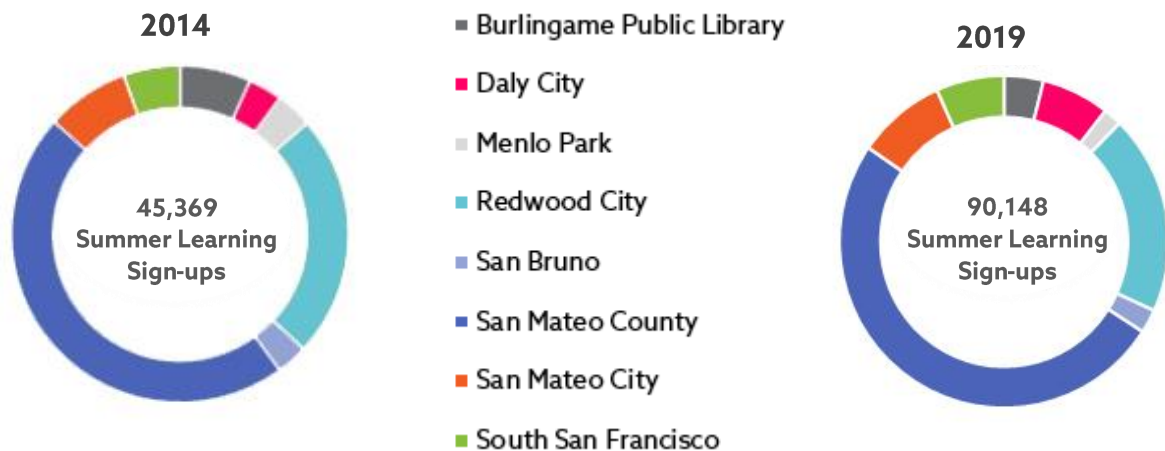 2014
45,369
Summer Learning
Sign-ups
Burlingame Public Library
Daly City
Menlo Park
Redwood City
San Bruno
San Mateo County
San Mateo City
South San Francisco
2019
90,148
Summer Learning
Sign-ups